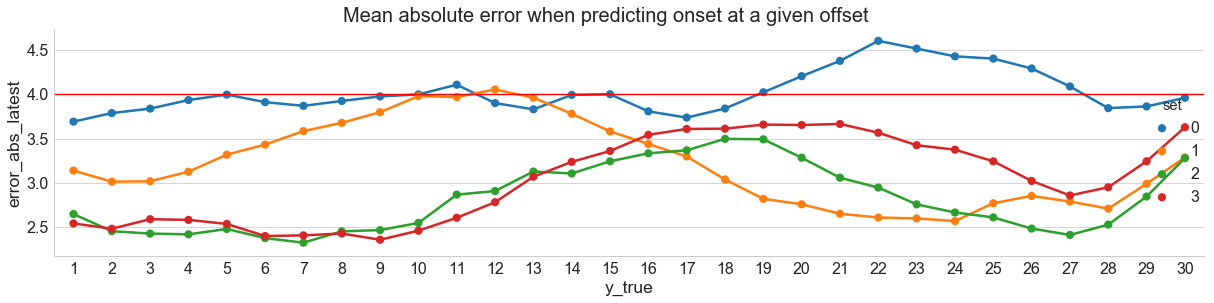 Mean absolute error when predicting onset at a given offset
error_abs_latest
4.5
4.0
3.5
3.0
2.5
set
0
1
2
3
1 2 3 4 5 6 7 8 9 10 11 12 13 14 15 16 17 18 19 20 21 22 23 24 25 26 27 28 29 30
y_true